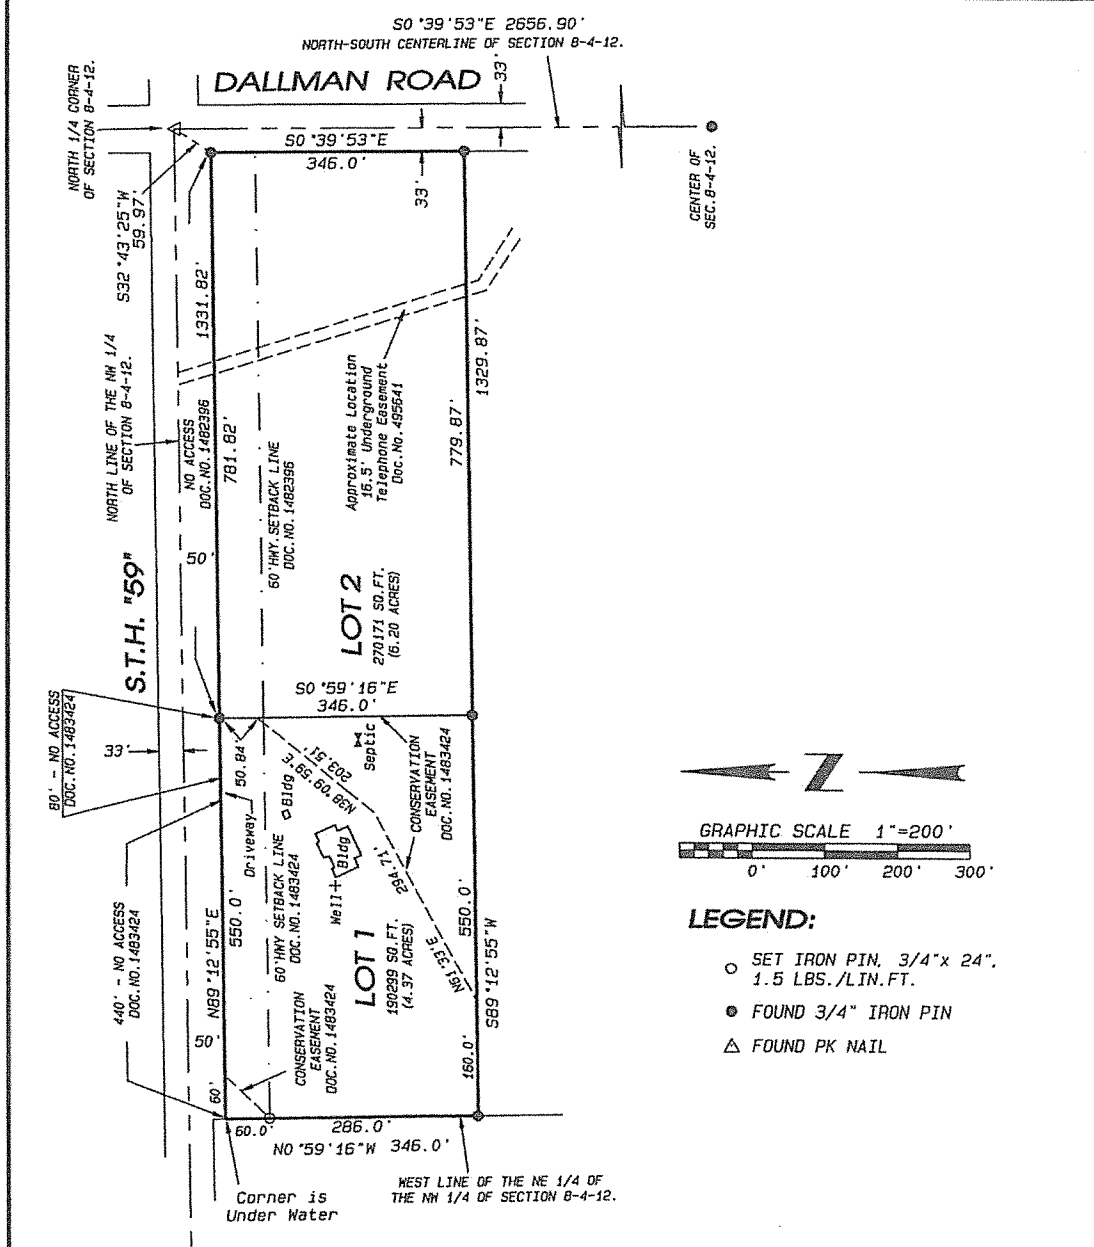 S0°39'53"E 2656.90'
NORTH-SOUTH CENTERLINE OF SECTION 8-4-12.
DALLMAN ROAD
33'
NORTH 1/4 CORNER
OF SECTION 8-4-12.
S0°39'53"E
346.0'
33'
CENTER OF
SEC.8-4-12.
S32°43'25"W
59.97'
1331.82'
1329.87'
NORTH LINE OF THE NW 1/4
OF SECTION 8-4-12.
NO ACCESS
DOC.NO.1482396
781.82'
Approximate Location
16.5' Underground
Telephone Easement
Doc.No.495641
779.87'
60'HWY.SETBACK LINE
DOC.NO.1482396
50'
S.T.H. "59"
LOT 2
270171 SQ.FT.
(6.20 ACRES)
S0°59'16"E
346.0'
80' - NO ACCESS
DOC.NO.1483424
33'
50.84'
Septic
N38°09'59"E
203.51'
CONSERVATION
EASEMENT
DOC.NO.1483424
Bldg
Driveway
Bldg
Well
294.71'
N61°33'E
60'HWY SETBACK LINE
DOC.NO.1483424
440' - NO ACCESS
DOC.NO.1483424
N89°12'55"E
550.0'
LOT 1
190299 SQ.FT.
(4.37 ACRES)
550.0'
S89°12'55"W
50'
CONSERVATION
EASEMENT
DOC.NO.1483424
160.0'
60'
60.0'
286.0'
N0°59'16"W 346.0'
WEST LINE OF THE NE 1/4 OF
THE NW 1/4 OF SECTION 8-4-12.
Corner is
Under Water
Z
GRAPHIC SCALE 1"=200'
0' 100' 200' 300'
LEGEND:
SET IRON PIN, 3/4"x 24",
1.5 LBS./LIN.FT.
FOUND 3/4" IRON PIN
FOUND PK NAIL